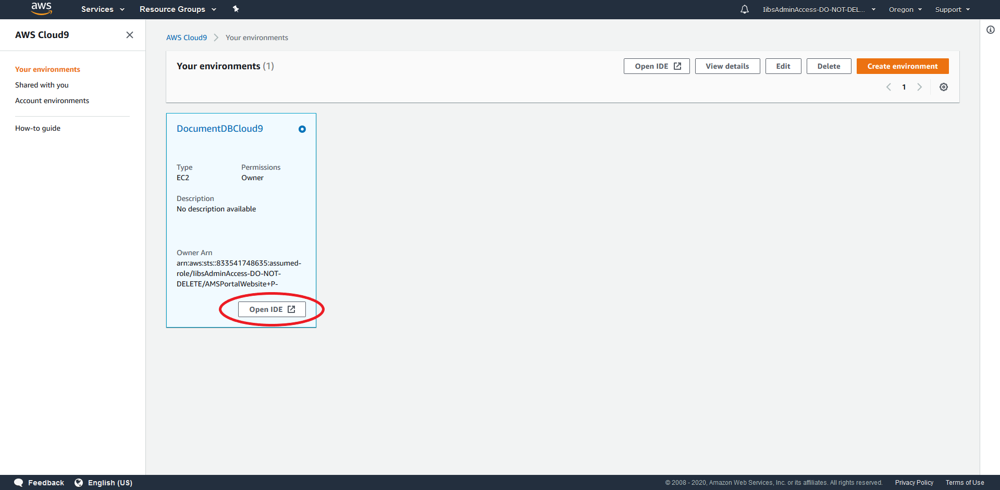 aws
Services
Resource Groups
IibsAdminAccess-DO-NOT-DEL...
Oregon
Support
AWS Cloud9
Your environments
Shared with you
Account environments
How-to guide
AWS Cloud9
Your environments
Your environments (1)
Open IDE
View details
Edit
Delete
Create environment
1
DocumentDBCloud9
Type
Permissions
EC2
Owner
Description
No description available
Owner Arn
arn:aws:sts::833541748635:assumed-
role/IibsAdminAccess-DO-NOT-
DELETE/AMSPortalWebsite+P-
Open IDE
Feedback
English (US)
© 2008 - 2020, Amazon Web Services, Inc. or its affiliates. All rights reserved.
Privacy Policy
Terms of Use